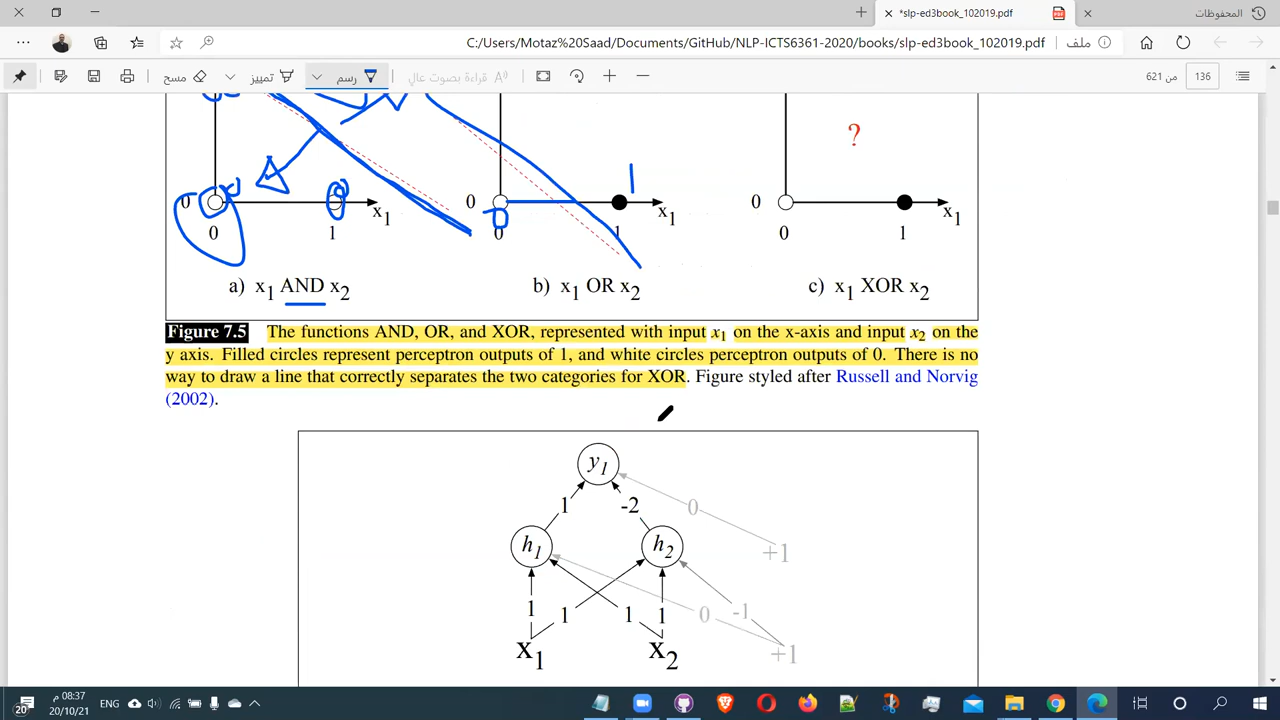 *slp-ed3book_102019.pdf
المحفوظات
C:/Users/Motaz%20Saad/Documents/GitHub/NLP-ICTS6361-2020/books/slp-ed3book_102019.pdf
ملف
مسح
تمييز
رسم
قراءة بصوت عالٍ
من 621
136
?
0
x1
0
1
0
x1
0
1
0
1
0
x1
0
1
a) x1 AND x2
b) x1 OR x2
c) x1 XOR x2
Figure 7.5 The functions AND, OR, and XOR, represented with input x1 on the x-axis and input x2 on the
y axis. Filled circles represent perceptron outputs of 1, and white circles perceptron outputs of 0. There is no
way to draw a line that correctly separates the two categories for XOR. Figure styled after Russell and Norvig
(2002).
y1
1
-2
0
h1
h2
+1
1
1
1
1
0
-1
x1
x2
+1
08:37 م
20/10/21
ENG
20